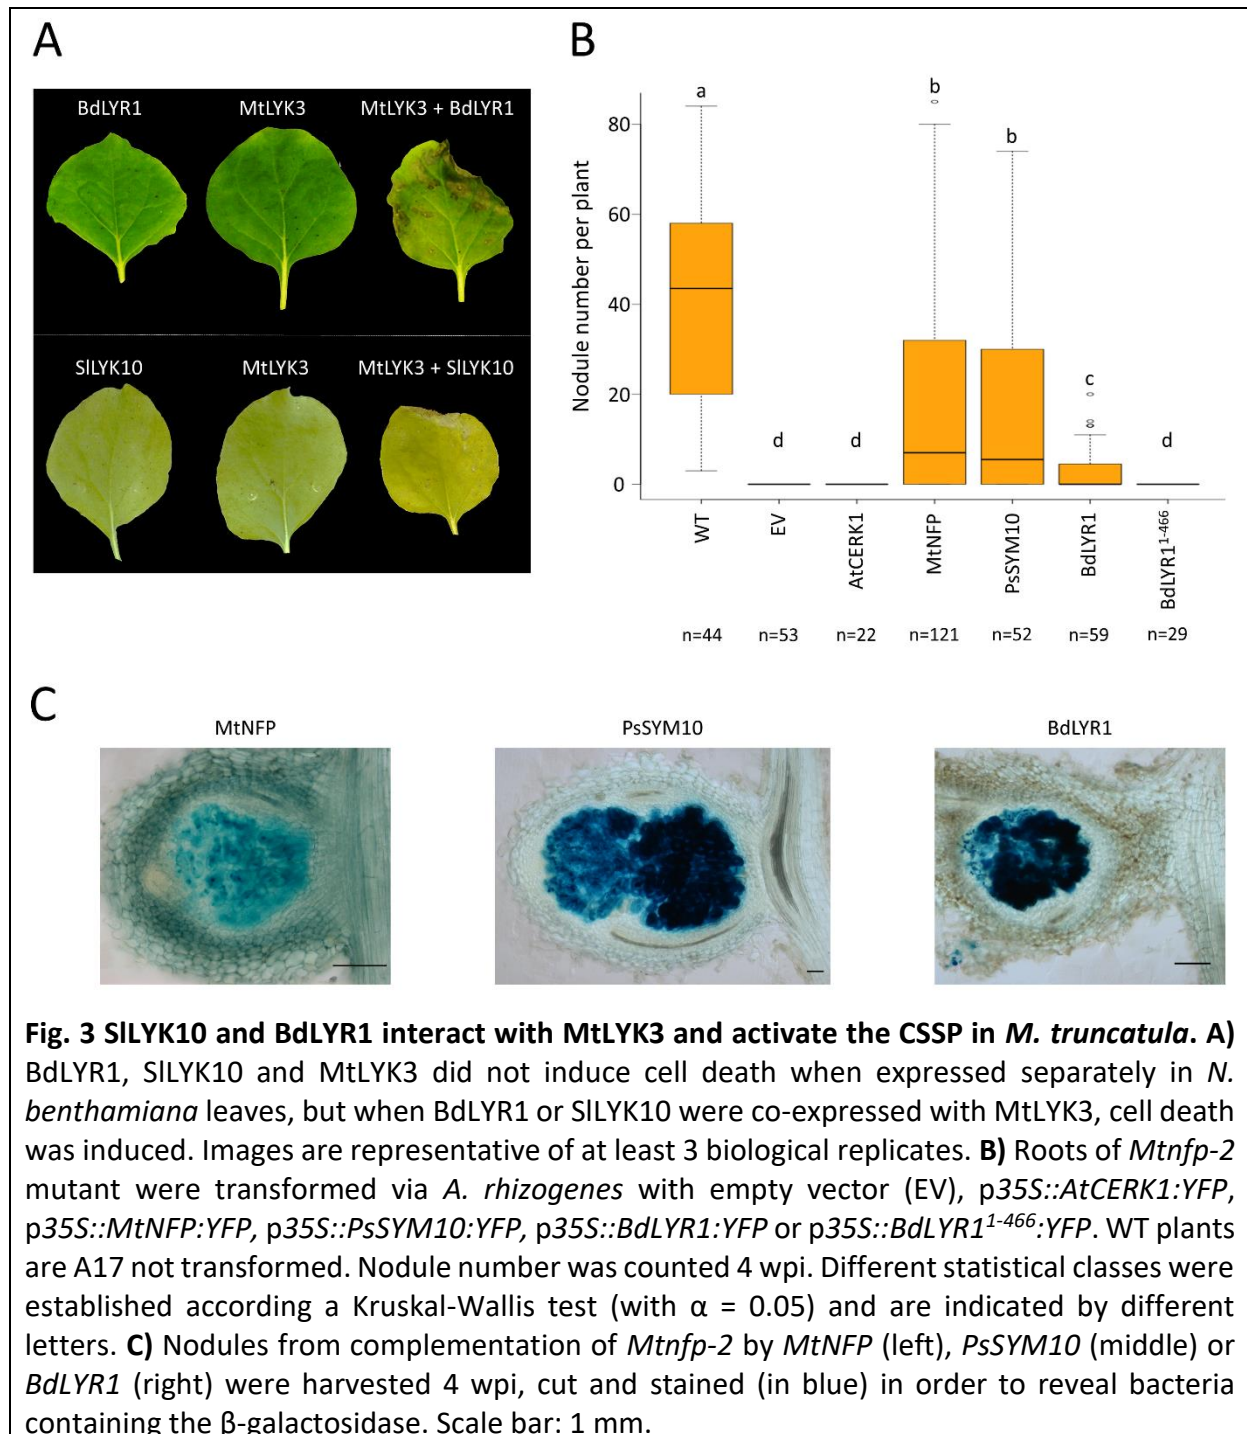 A
BdLYR1 MtLYK3 MtLYK3 + BdLYR1
SlLYK10 MtLYK3 MtLYK3 + SlLYK10
B
Nodule number per plant
80
60
40
20
0
a
d
d
b
b
c
d
WT
EV
AtCERK1
MtNFP
PsSYM10
BdLYR1
BdLYR1¹⁻⁴⁶⁶
n=44 n=53 n=22 n=121 n=52 n=59 n=29
C
MtNFP PsSYM10 BdLYR1
Fig. 3 SlLYK10 and BdLYR1 interact with MtLYK3 and activate the CSSP in M. truncatula. A)
BdLYR1, SlLYK10 and MtLYK3 did not induce cell death when expressed separately in N.
benthamiana leaves, but when BdLYR1 or SlLYK10 were co-expressed with MtLYK3, cell death
was induced. Images are representative of at least 3 biological replicates. B) Roots of Mtnfp-2
mutant were transformed via A. rhizogenes with empty vector (EV), p35S::AtCERK1:YFP,
p35S::MtNFP:YFP, p35S::PsSYM10:YFP, p35S::BdLYR1:YFP or p35S::BdLYR1¹⁻⁴⁶⁶:YFP. WT plants
are A17 not transformed. Nodule number was counted 4 wpi. Different statistical classes were
established according a Kruskal-Wallis test (with α = 0.05) and are indicated by different
letters. C) Nodules from complementation of Mtnfp-2 by MtNFP (left), PsSYM10 (middle) or
BdLYR1 (right) were harvested 4 wpi, cut and stained (in blue) in order to reveal bacteria
containing the β-galactosidase. Scale bar: 1 mm.